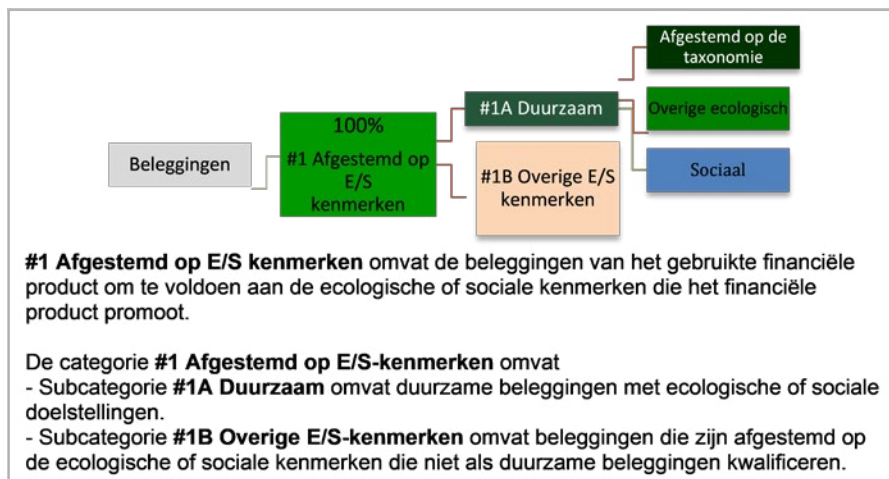 Afgestemd op de
taxonomie
#1A Duurzaam
Overige ecologisch
100%
#1 Afgestemd op
E/S
kenmerken
Beleggingen
#1B Overige E/S
kenmerken
Sociaal
#1 Afgestemd op E/S kenmerken omvat de beleggingen van het gebruikte financiële
product om te voldoen aan de ecologische of sociale kenmerken die het financiële
product promoot.
De categorie #1 Afgestemd op E/S-kenmerken omvat
- Subcategorie #1A Duurzaam omvat duurzame beleggingen met ecologische of sociale
doelstellingen.
- Subcategorie #1B Overige E/S-kenmerken omvat beleggingen die zijn afgestemd op
de ecologische of sociale kenmerken die niet als duurzame beleggingen kwalificeren.